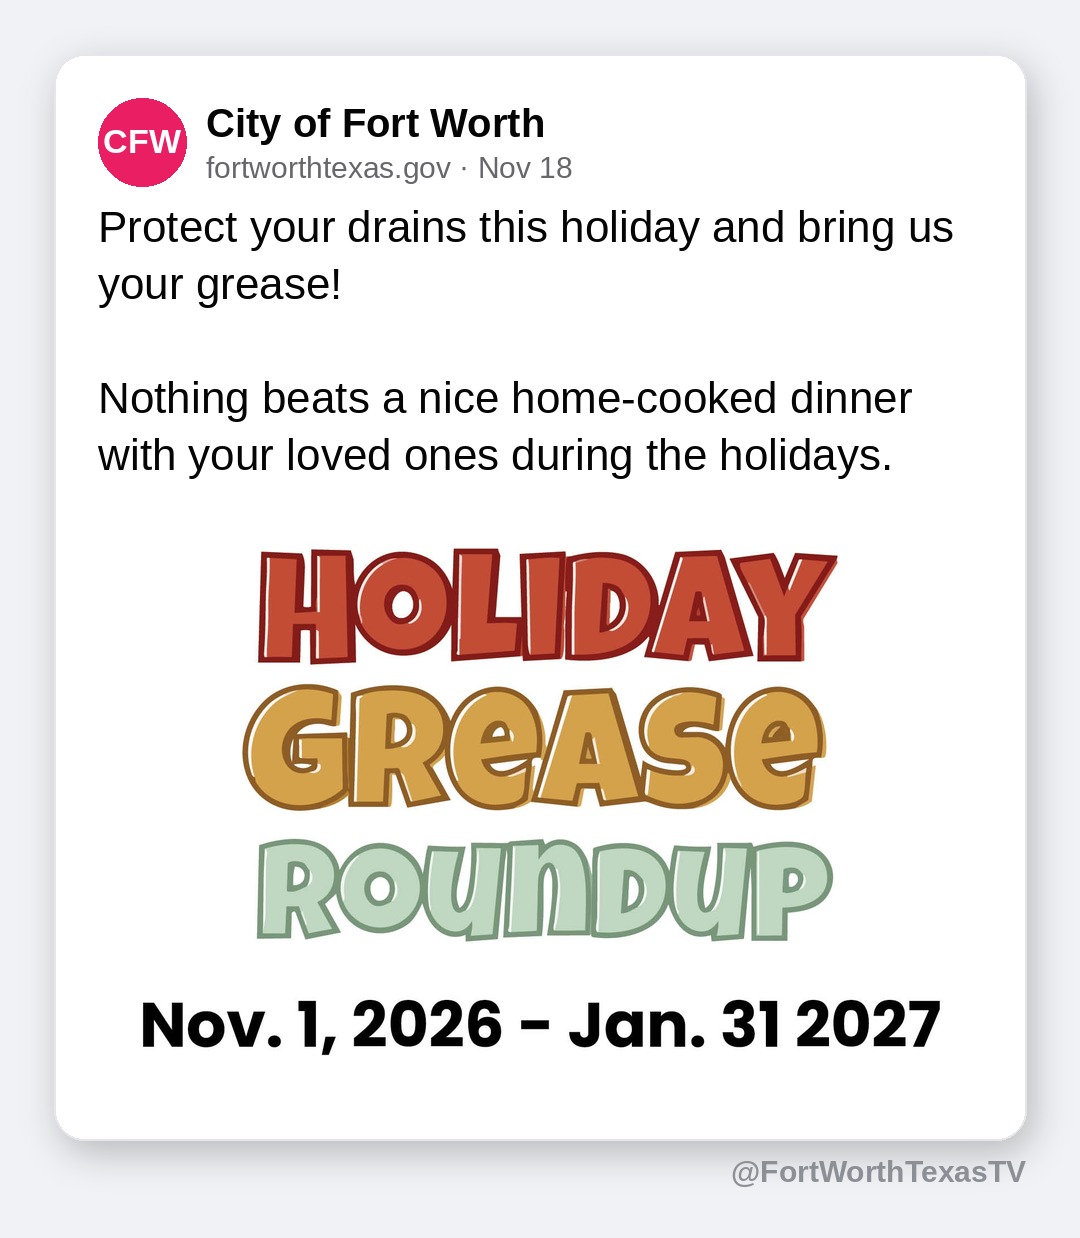 CFW
City of Fort Worth
fortworthtexas.gov · Nov 18
Protect your drains this holiday and bring us
your grease!
Nothing beats a nice home-cooked dinner
with your loved ones during the holidays.
HOLIDAY
GReASe
ROUnDUP
Nov. 1, 2026 - Jan. 31 2027
@FortWorthTexasTV